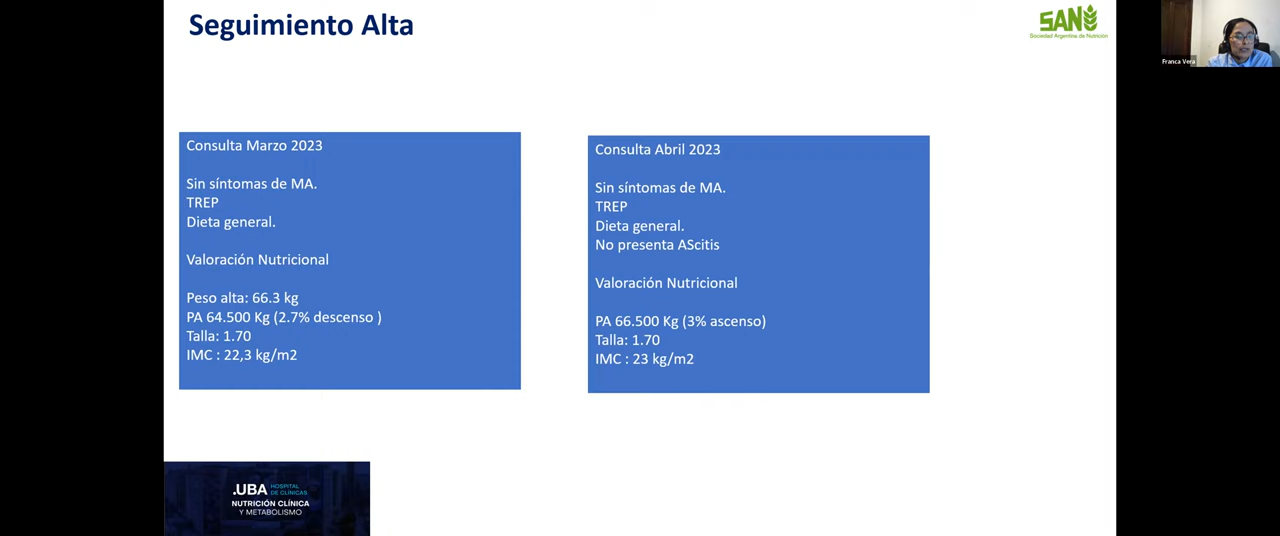 Seguimiento Alta
SAN
Sociedad Argentina de Nutrición
Franca Vera
Consulta Marzo 2023
Sin síntomas de MA.
TREP
Dieta general.
Valoración Nutricional
Peso alta: 66.3 kg
PA 64.500 Kg (2.7% descenso )
Talla: 1.70
IMC : 22,3 kg/m2
Consulta Abril 2023
Sin síntomas de MA.
TREP
Dieta general.
No presenta AScitis
Valoración Nutricional
PA 66.500 Kg (3% ascenso)
Talla: 1.70
IMC : 23 kg/m2
.UBA HOSPITAL
DE CLÍNICAS
NUTRICIÓN CLÍNICA
Y METABOLISMO